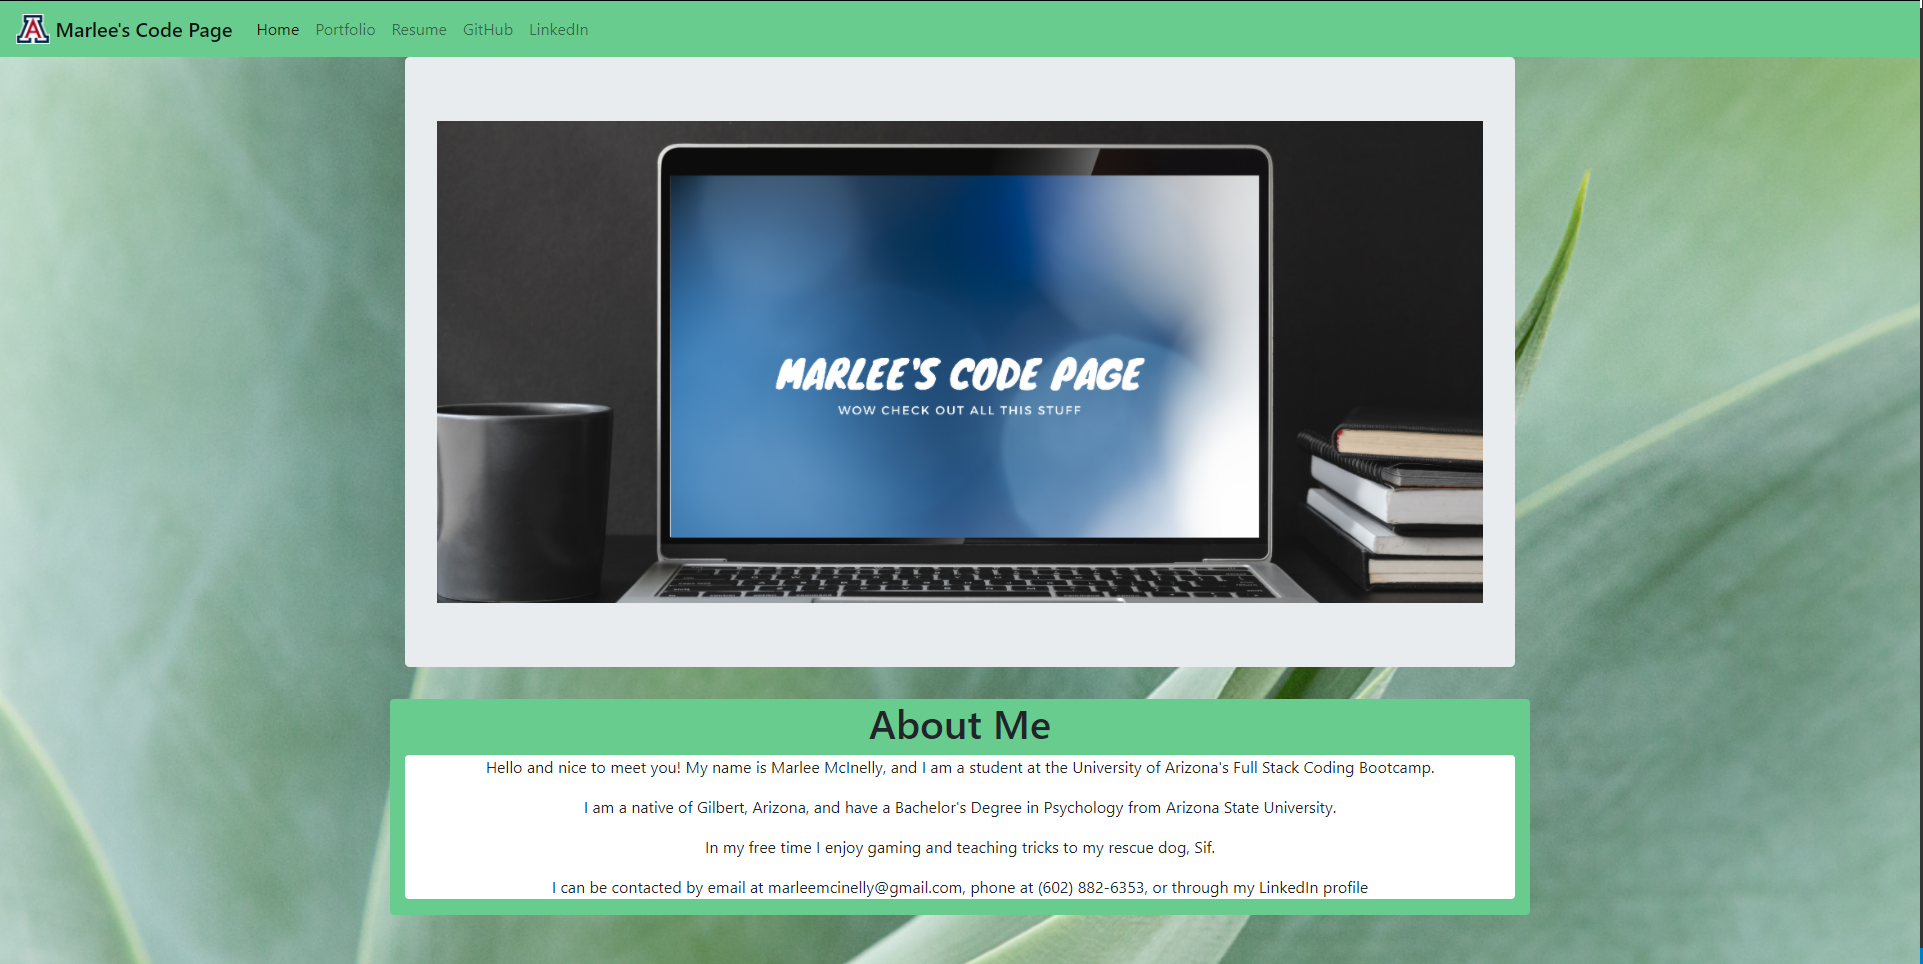 A Marlee's Code Page Home Portfolio Resume GitHub LinkedIn
MARLEE'S CODE PAGE
WOW CHECK OUT ALL THIS STUFF
About Me
Hello and nice to meet you! My name is Marlee McInelly, and I am a student at the University of Arizona's Full Stack Coding Bootcamp.
I am a native of Gilbert, Arizona, and have a Bachelor's Degree in Psychology from Arizona State University.
In my free time I enjoy gaming and teaching tricks to my rescue dog, Sif.
I can be contacted by email at marleemcinelly@gmail.com, phone at (602) 882-6353, or through my LinkedIn profile